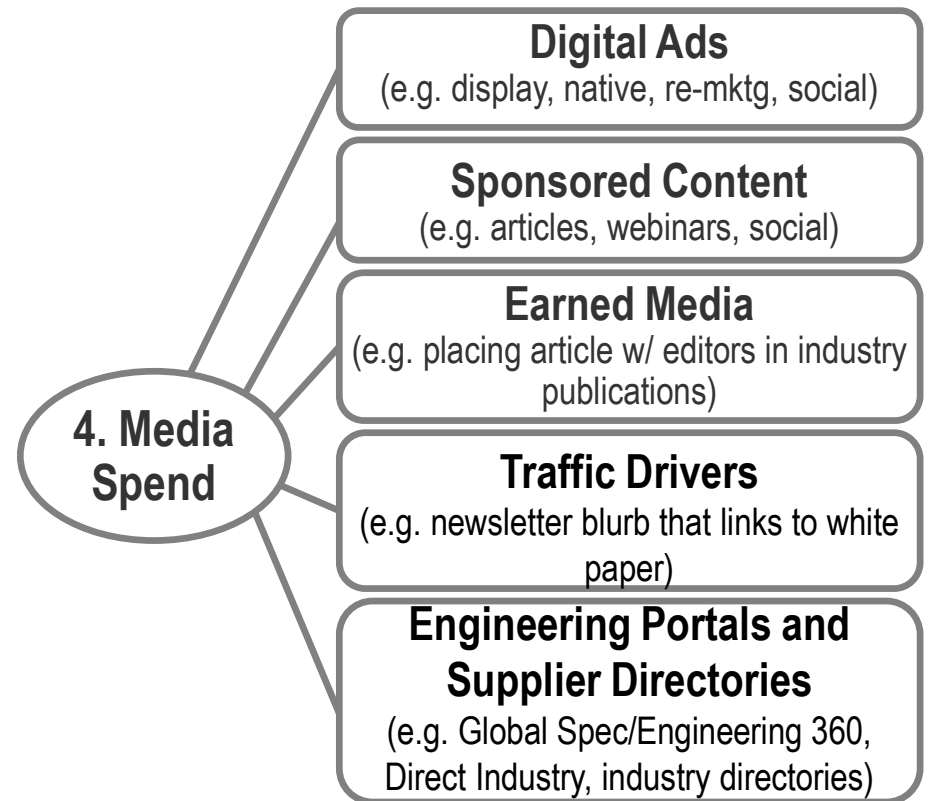 Digital Ads
(e.g. display, native, re-mktg, social)
Sponsored Content
(e.g. articles, webinars, social)
Earned Media
(e.g. placing article w/ editors in industry
publications)
4. Media
Spend
Traffic Drivers
(e.g. newsletter blurb that links to white
paper)
Engineering Portals and
Supplier Directories
(e.g. Global Spec/Engineering 360,
Direct Industry, industry directories)